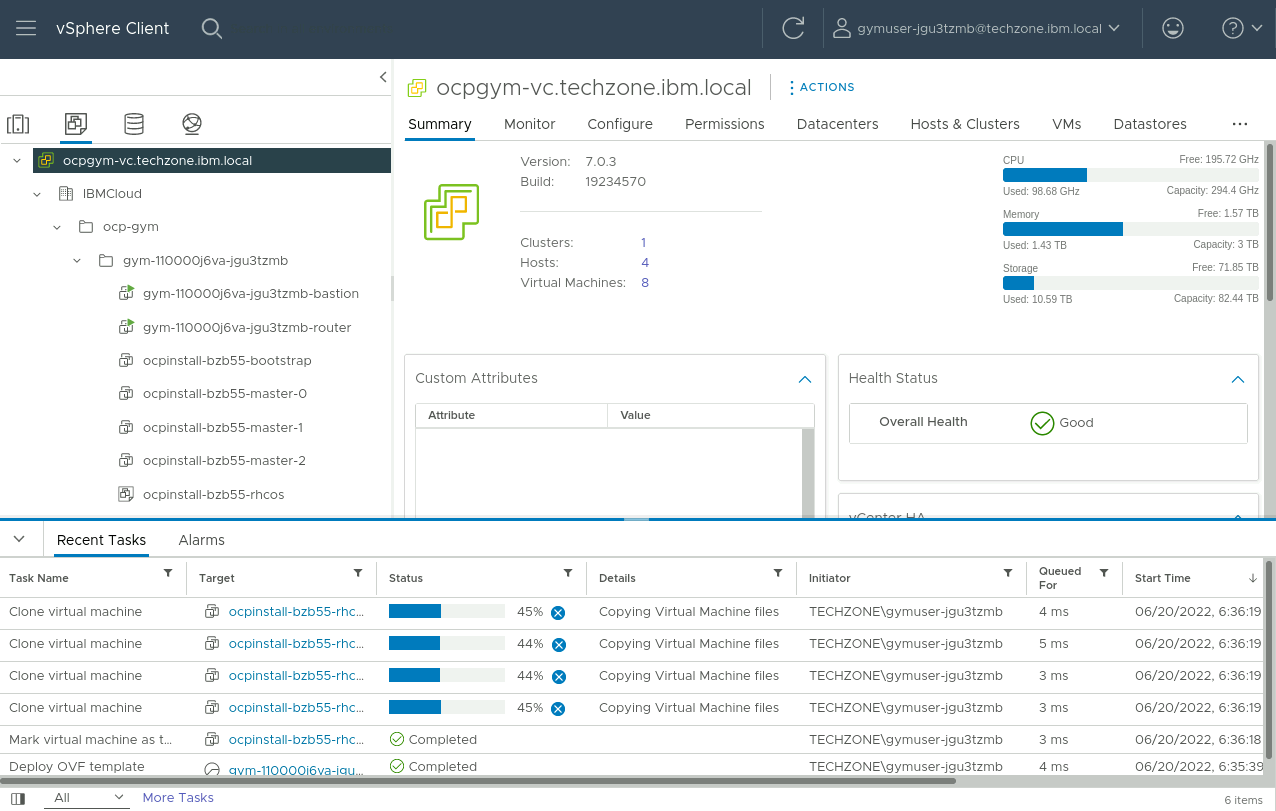 vSphere Client
gymuser-jgu3tzmb@techzone.ibm.local
ocpgym-vc.techzone.ibm.local
IBMCloud
ocp-gym
gym-110000j6va-jgu3tzmb
gym-110000j6va-jgu3tzmb-bastion
gym-110000j6va-jgu3tzmb-router
ocpinstall-bzb55-bootstrap
ocpinstall-bzb55-master-0
ocpinstall-bzb55-master-1
ocpinstall-bzb55-master-2
ocpinstall-bzb55-rhcos
ocpgym-vc.techzone.ibm.local ACTIONS
Summary Monitor Configure Permissions Datacenters Hosts & Clusters VMs Datastores ...
Version: 7.0.3
Build: 19234570
Clusters: 1
Hosts: 4
Virtual Machines: 8
CPU Free: 195.72 GHz
Used: 98.68 GHz Capacity: 294.4 GHz
Memory Free: 1.57 TB
Used: 1.43 TB Capacity: 3 TB
Storage Free: 71.85 TB
Used: 10.59 TB Capacity: 82.44 TB
Custom Attributes
Attribute Value
Health Status
Overall Health Good
vCenter HA
Recent Tasks Alarms
Task Name Target Status Details Initiator Queued For Start Time
Clone virtual machine ocpinstall-bzb55-rhc... 45% Copying Virtual Machine files TECHZONE\gymuser-jgu3tzmb 4 ms 06/20/2022, 6:36:19
Clone virtual machine ocpinstall-bzb55-rhc... 44% Copying Virtual Machine files TECHZONE\gymuser-jgu3tzmb 5 ms 06/20/2022, 6:36:19
Clone virtual machine ocpinstall-bzb55-rhc... 44% Copying Virtual Machine files TECHZONE\gymuser-jgu3tzmb 3 ms 06/20/2022, 6:36:19
Clone virtual machine ocpinstall-bzb55-rhc... 45% Copying Virtual Machine files TECHZONE\gymuser-jgu3tzmb 3 ms 06/20/2022, 6:36:19
Mark virtual machine as t... ocpinstall-bzb55-rhc... Completed TECHZONE\gymuser-jgu3tzmb 3 ms 06/20/2022, 6:36:18
Deploy OVF template gym-110000j6va-jgu... Completed TECHZONE\gymuser-jgu3tzmb 4 ms 06/20/2022, 6:35:39
All More Tasks 6 items